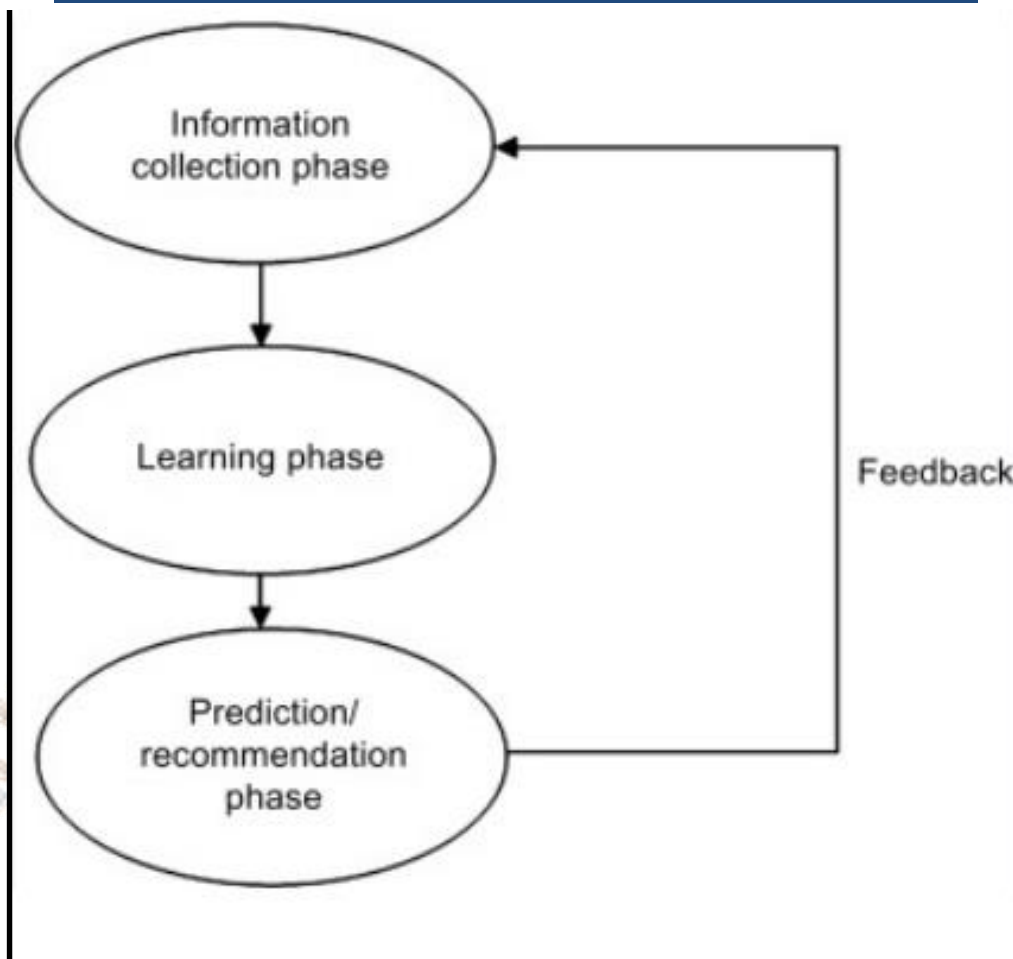 Information
collection phase
Learning phase
Feedback
Prediction/
recommendation
phase